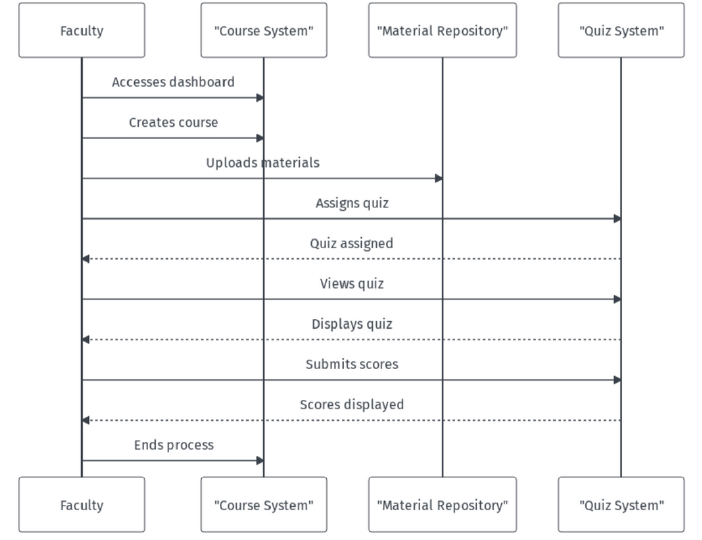 Faculty
"Course System"
"Material Repository"
"Quiz System"
Accesses dashboard
Creates course
Uploads materials
Assigns quiz
Quiz assigned
Views quiz
Displays quiz
Submits scores
Scores displayed
Ends process
Faculty
"Course System"
"Material Repository"
"Quiz System"